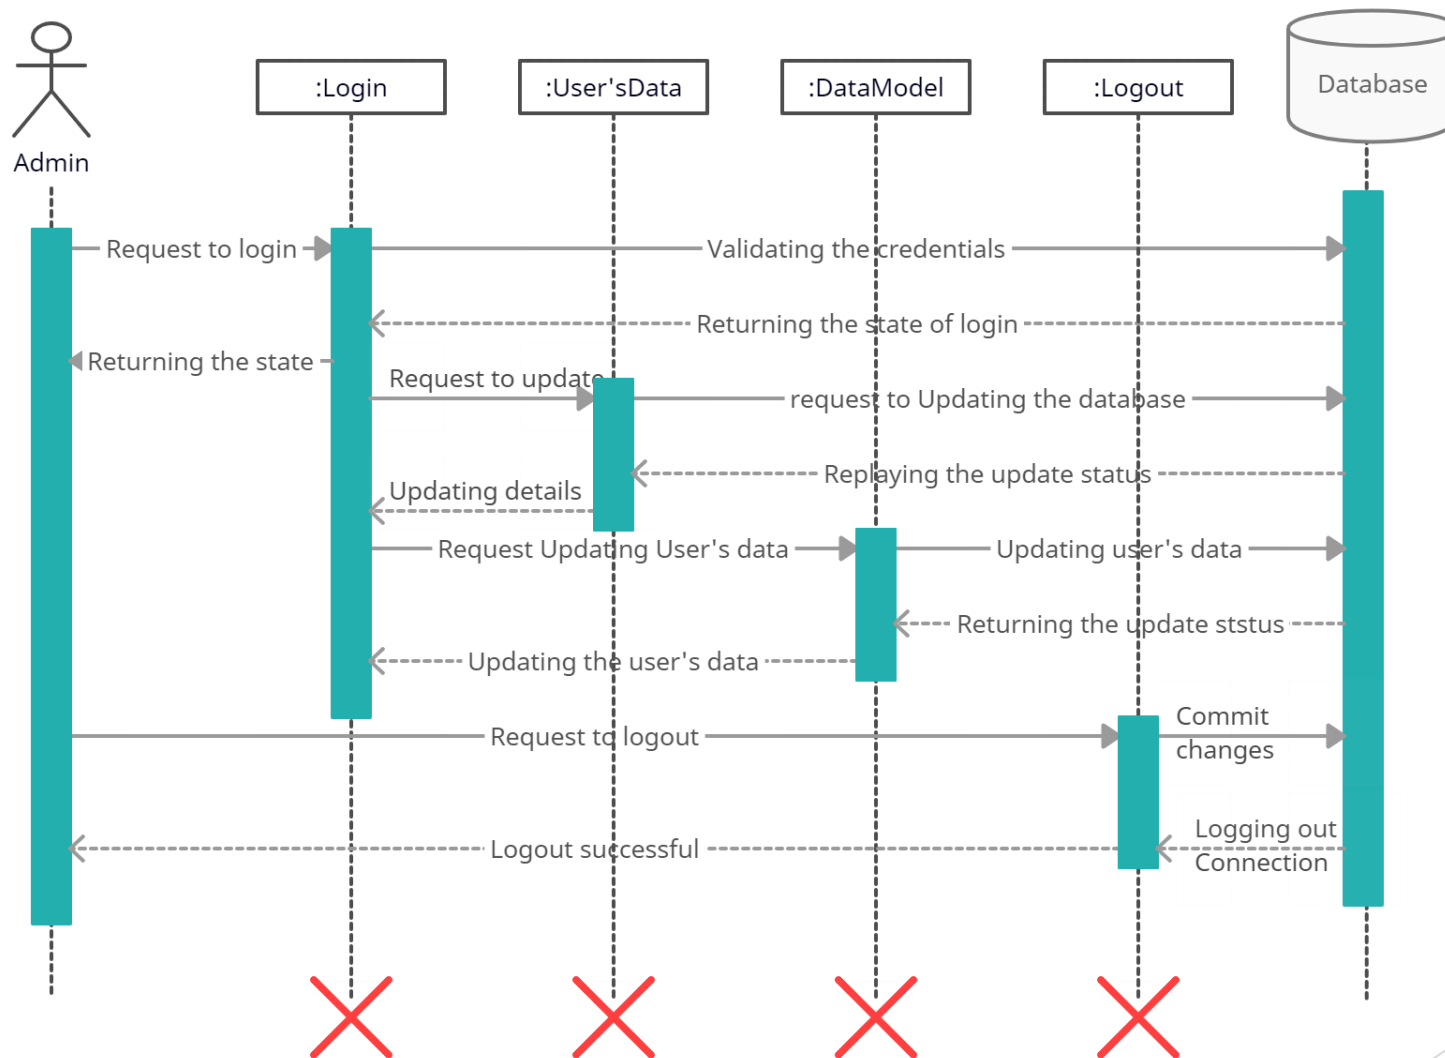 :Login
:User'sData
:DataModel
:Logout
Database
Admin
Request to login
Validating the credentials
Returning the state of login
Returning the state
Request to update
request to Updating the database
Replaying the update status
Updating details
Request Updating User's data
Updating user's data
Returning the update ststus
Updating the user's data
Request to logout
Commit
changes
Logout successful
Logging out
Connection